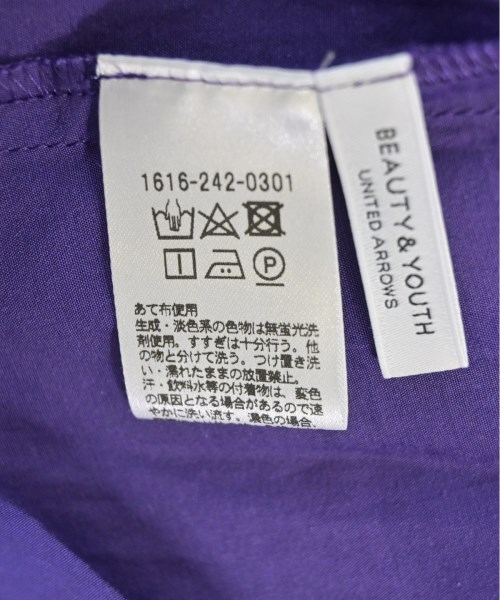 1616-242-0301
P
あて布使用
生成・淡色系の色物は無蛍光洗
剤使用。すすぎは十分行う。他
の物と分けて洗う。つけ置き洗
い・濡れたままの放置禁止。
汗・飲料水等の付着物は、変色
の原因となる場合があるので速
やかに洗い流す。濃色の場合、
BEAUTY & YOUTH
UNITED ARROWS